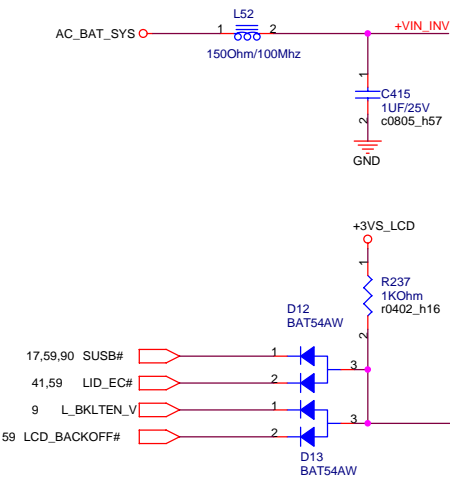 L52
AC_BAT_SYS 1 2 +VIN_INV
150Ohm/100Mhz
1
C415
1UF/25V
2 c0805_h57
GND
+3VS_LCD
1
R237
1KOhm
r0402_h16
2
D12
BAT54AW
17,59,90 SUSB# 1
3
41,59 LID_EC# 2
9 L_BKLTEN_V 1
3
59 LCD_BACKOFF# 2
D13
BAT54AW